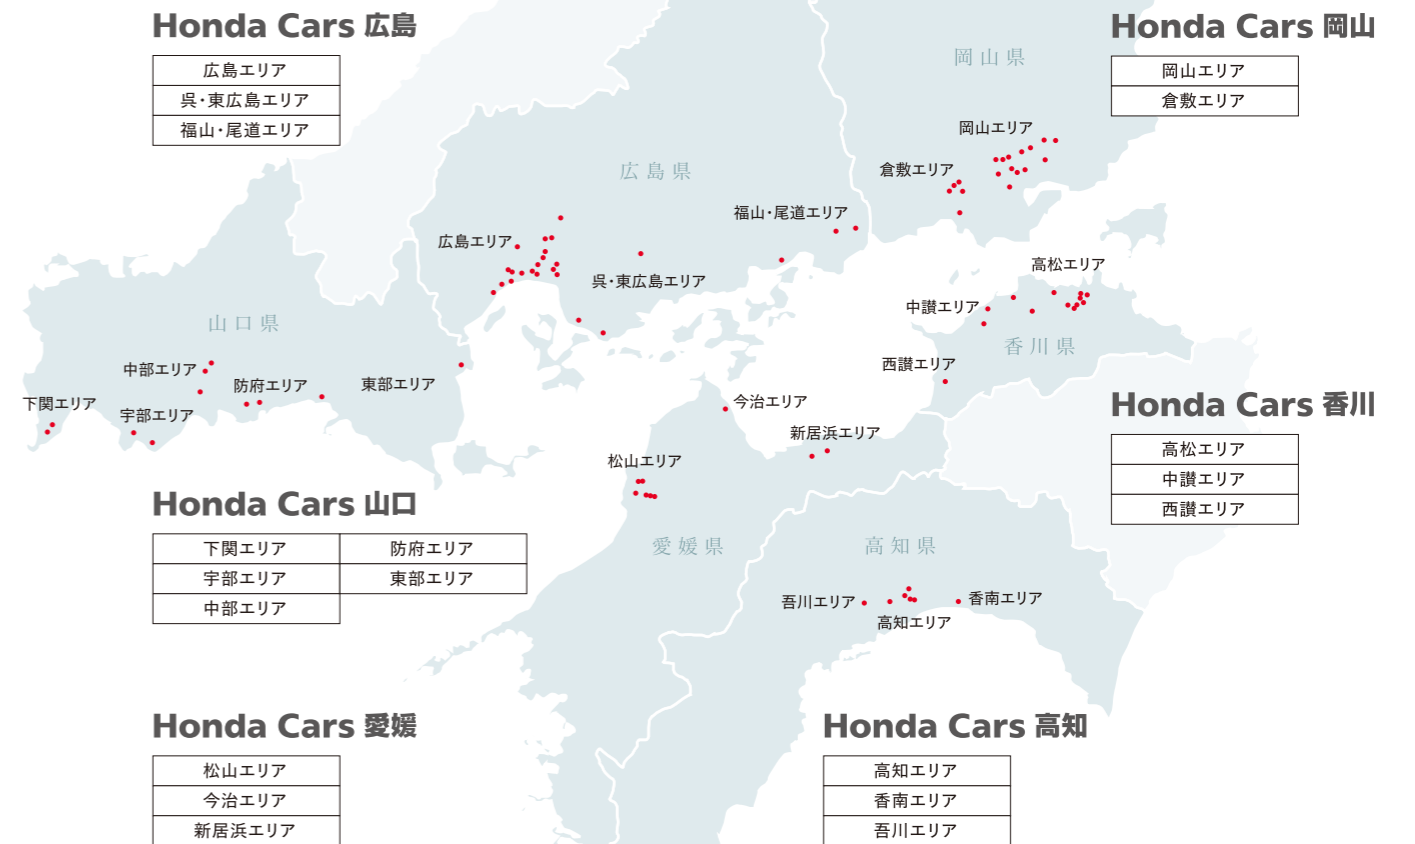 Honda Cars 広島
広島エリア
呉・東広島エリア
福山・尾道エリア
Honda Cars 岡山
岡山エリア
倉敷エリア
岡山県
岡山エリア
倉敷エリア
広島県
福山・尾道エリア
広島エリア
呉・東広島エリア
高松エリア
中讃エリア
香川県
西讃エリア
山口県
中部エリア
防府エリア
東部エリア
下関エリア
宇部エリア
今治エリア
新居浜エリア
松山エリア
Honda Cars 香川
高松エリア
中讃エリア
西讃エリア
Honda Cars 山口
下関エリア 防府エリア
宇部エリア 東部エリア
中部エリア
愛媛県
高知県
吾川エリア
香南エリア
高知エリア
Honda Cars 愛媛
松山エリア
今治エリア
新居浜エリア
Honda Cars 高知
高知エリア
香南エリア
吾川エリア